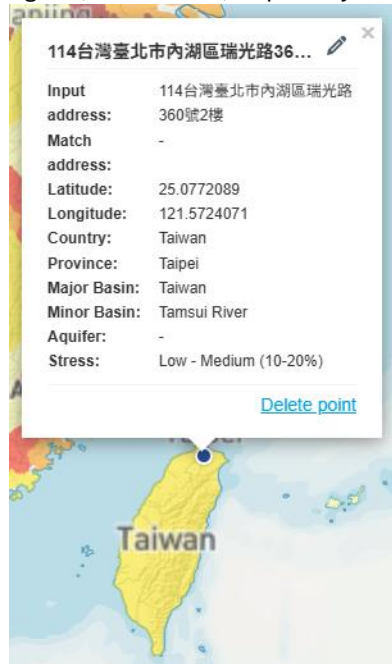 anjing
114台灣臺北市內湖區瑞光路36...
×
Input address:
114台灣臺北市內湖區瑞光路
360號2樓
Match address:
-
Latitude: 25.0772089
Longitude: 121.5724071
Country: Taiwan
Province: Taipei
Major Basin: Taiwan
Minor Basin: Tamsui River
Aquifer: -
Stress: Low - Medium (10-20%)
Delete point
Taiwan